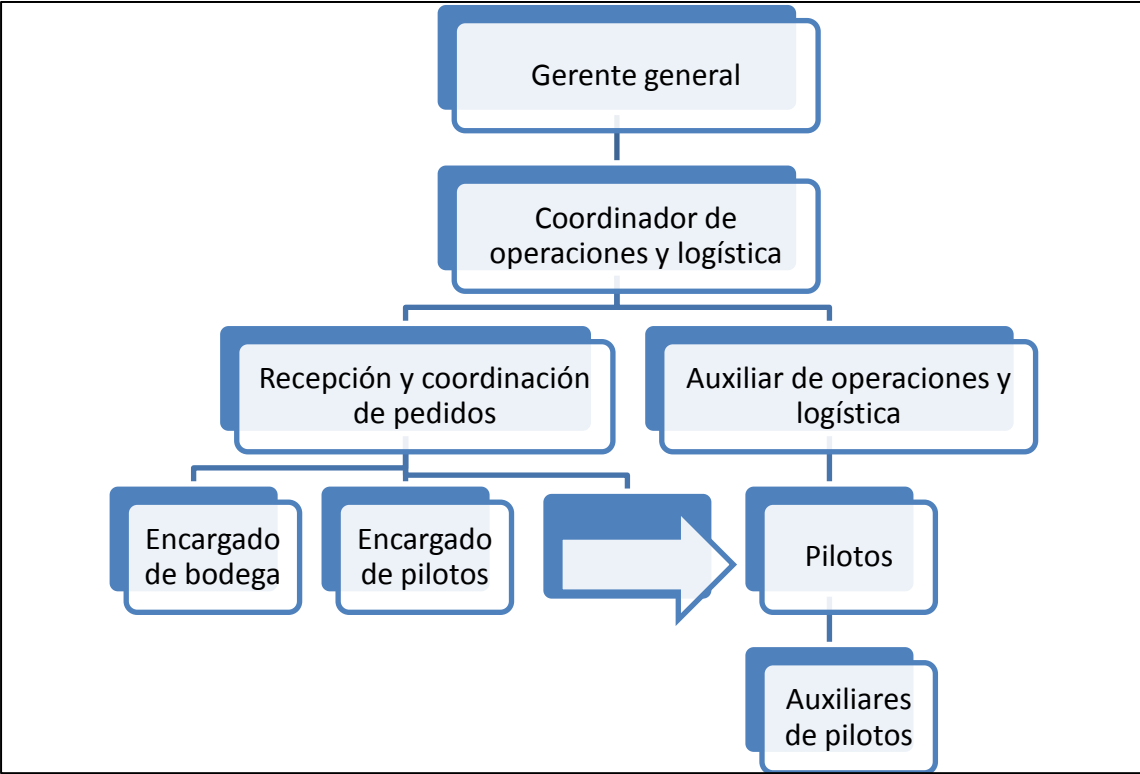 Gerente general
Coordinador de
operaciones y logística
Recepción y coordinación
de pedidos
Auxiliar de operaciones y
logística
Encargado
de bodega
Encargado
de pilotos
Pilotos
Auxiliares
de pilotos